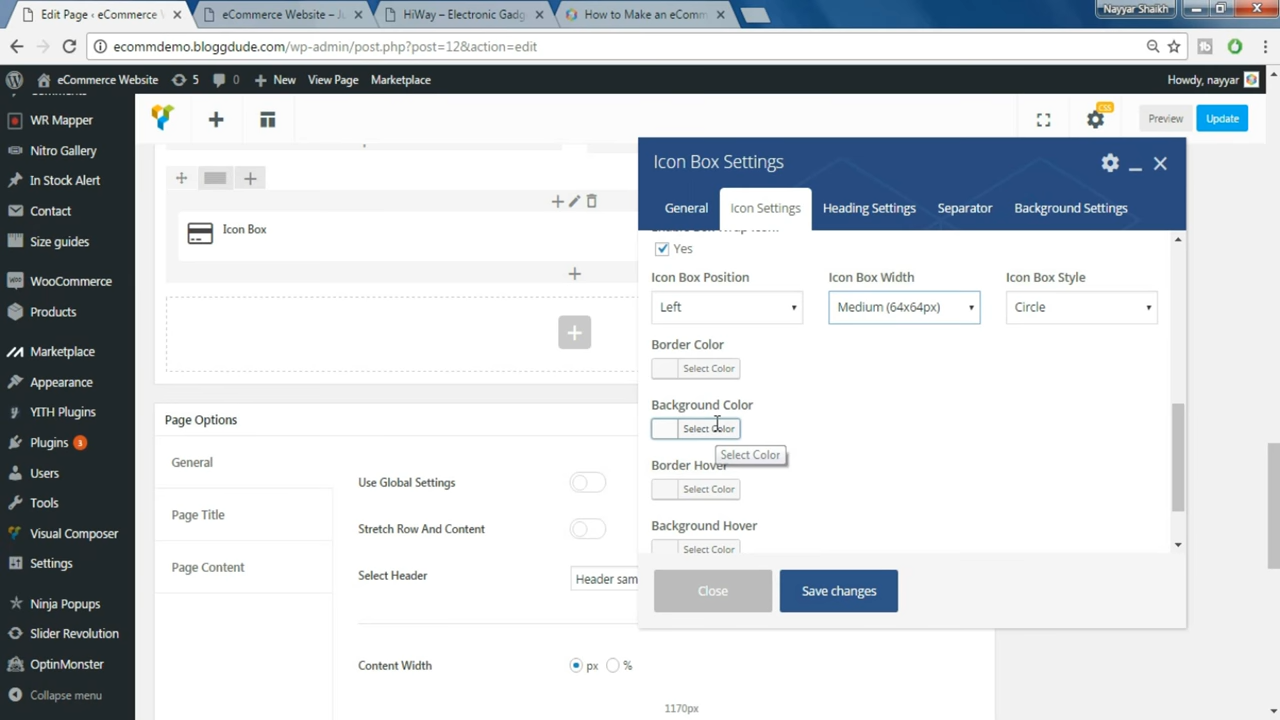 Edit Page ‹ eCommerce W
eCommerce Website – Ju
HiWay – Electronic Gadg
How to Make an eComm
Nayyar Shaikh
ecommdemo.bloggdude.com/wp-admin/post.php?post=12&action=edit
eCommerce Website
5
0
New
View Page
Marketplace
Howdy, nayyar
Comments
WR Mapper
Nitro Gallery
In Stock Alert
Contact
Size guides
WooCommerce
Products
Marketplace
Appearance
YITH Plugins
Plugins 3
Users
Tools
Visual Composer
Settings
Ninja Popups
Slider Revolution
OptinMonster
Collapse menu
CSS
Preview
Update
Icon Box
Page Options
General
Page Title
Page Content
Use Global Settings
Stretch Row And Content
Select Header
Header sam
Content Width
px
%
1170px
Icon Box Settings
General
Icon Settings
Heading Settings
Separator
Background Settings
Yes
Icon Box Position
Icon Box Width
Icon Box Style
Left
Medium (64x64px)
Circle
Border Color
Select Color
Background Color
Select Color
Select Color
Border Hover
Select Color
Background Hover
Select Color
Close
Save changes